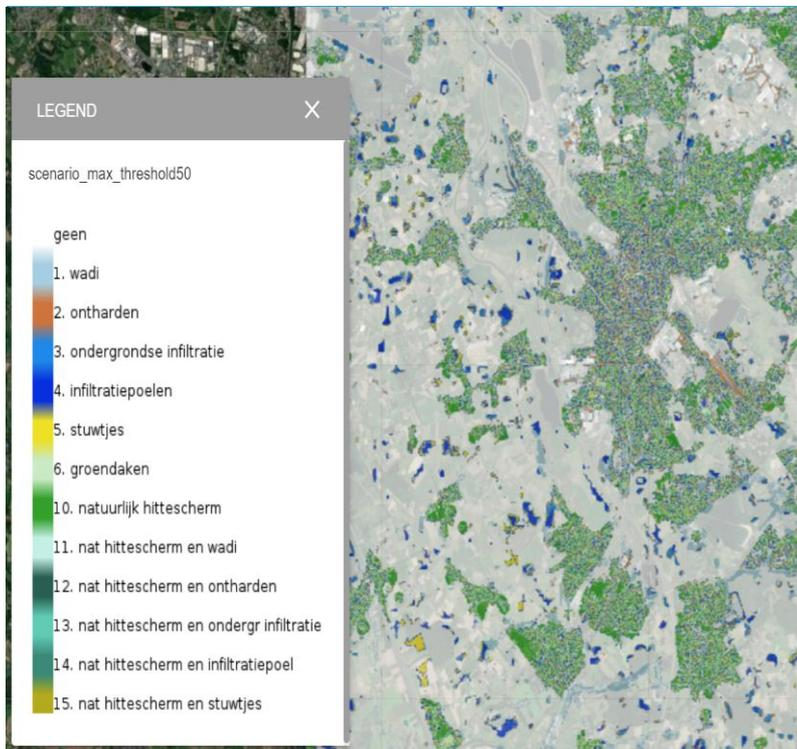 LEGEND X
scenario_max_threshold50
geen
1. wadi
2. ontharden
3. ondergrondse infiltratie
4. infiltratiepoelen
5. stuwtjes
6. groendaken
10. natuurlijk hittescherm
11. nat hittescherm en wadi
12. nat hittescherm en ontharden
13. nat hittescherm en ondergr infiltratie
14. nat hittescherm en infiltratiepoel
15. nat hittescherm en stuwtjes